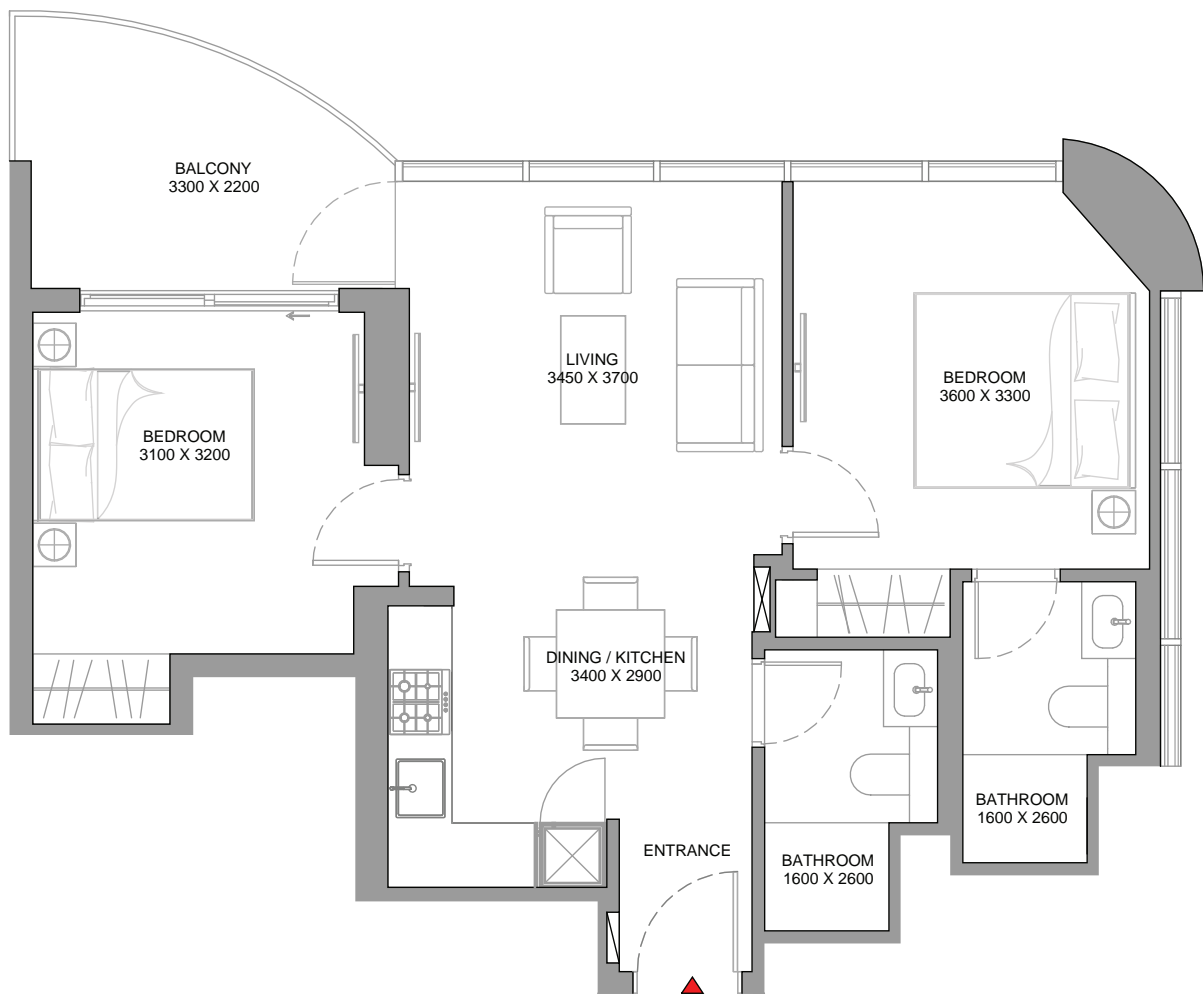 BALCONY
3300 X 2200
LIVING
3450 X 3700
BEDROOM
3600 X 3300
BEDROOM
3100 X 3200
DINING / KITCHEN
3400 X 2900
BATHROOM
1600 X 2600
ENTRANCE
BATHROOM
1600 X 2600